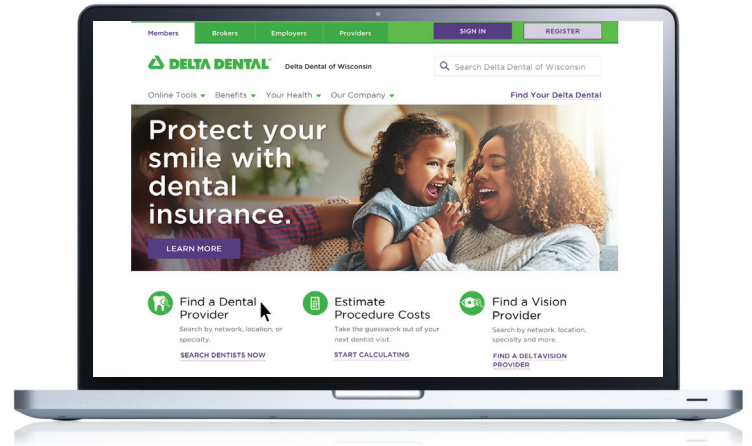 Members Brokers Employers Providers SIGN IN REGISTER
DELTA DENTAL® Delta Dental of Wisconsin Search Delta Dental of Wisconsin
Online Tools Benefits Your Health Our Company Find Your Delta Dental
Protect your
smile with
dental
insurance.
LEARN MORE
Find a Dental
Provider
Search by network, location, or
specialty.
SEARCH DENTISTS NOW
Estimate
Procedure Costs
Take the guesswork out of your
next dentist visit.
START CALCULATING
Find a Vision
Provider
Search by network, location,
specialty and more.
FIND A DELTAVISION
PROVIDER